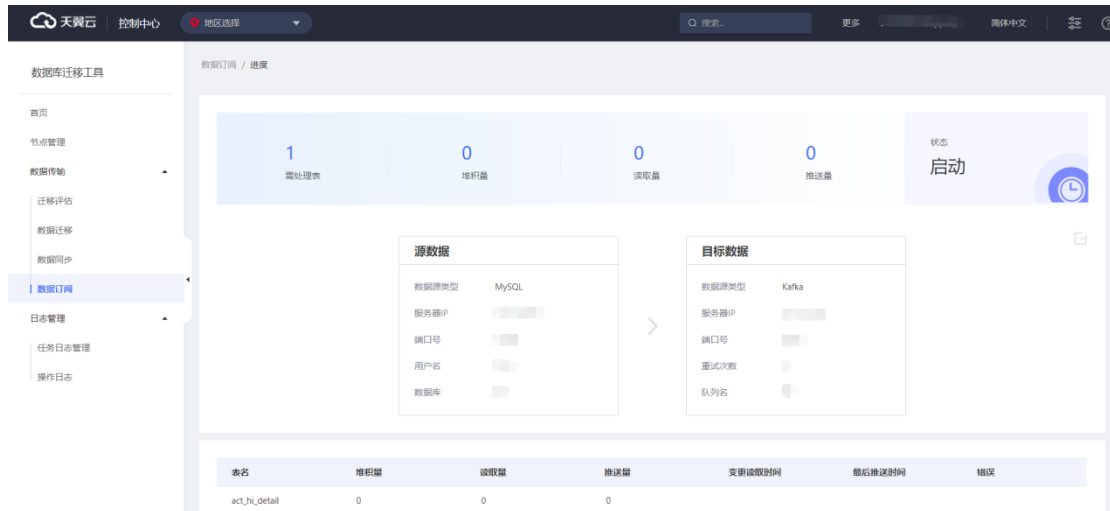 天翼云 控制中心 地区选择 搜索... 更多 简体中文
数据库迁移工具
数据订阅 / 进度
首页
节点管理
数据传输
迁移评估
数据迁移
数据同步
数据订阅
日志管理
任务日志管理
操作日志
1 0 0 0
需处理表 堆积量 读取量 推送量
状态
启动
源数据
数据源类型 MySQL
服务器IP
端口号
用户名
数据库
目标数据
数据源类型 Kafka
服务器IP
端口号
重试次数
队列名
表名 堆积量 读取量 推送量 变更读取时间 最后推送时间 错误
act_hi_detail 0 0 0